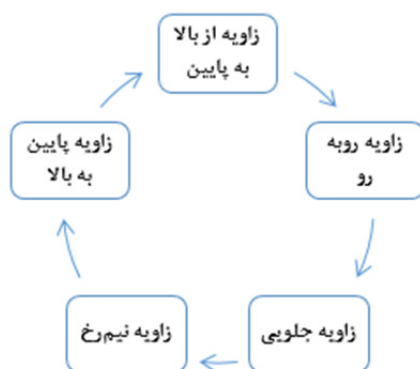 زاویه از بالا
به پایین
زاویه روبه
رو
زاویه جلویی
زاویه نیم‌رخ
زاویه پایین
به بالا